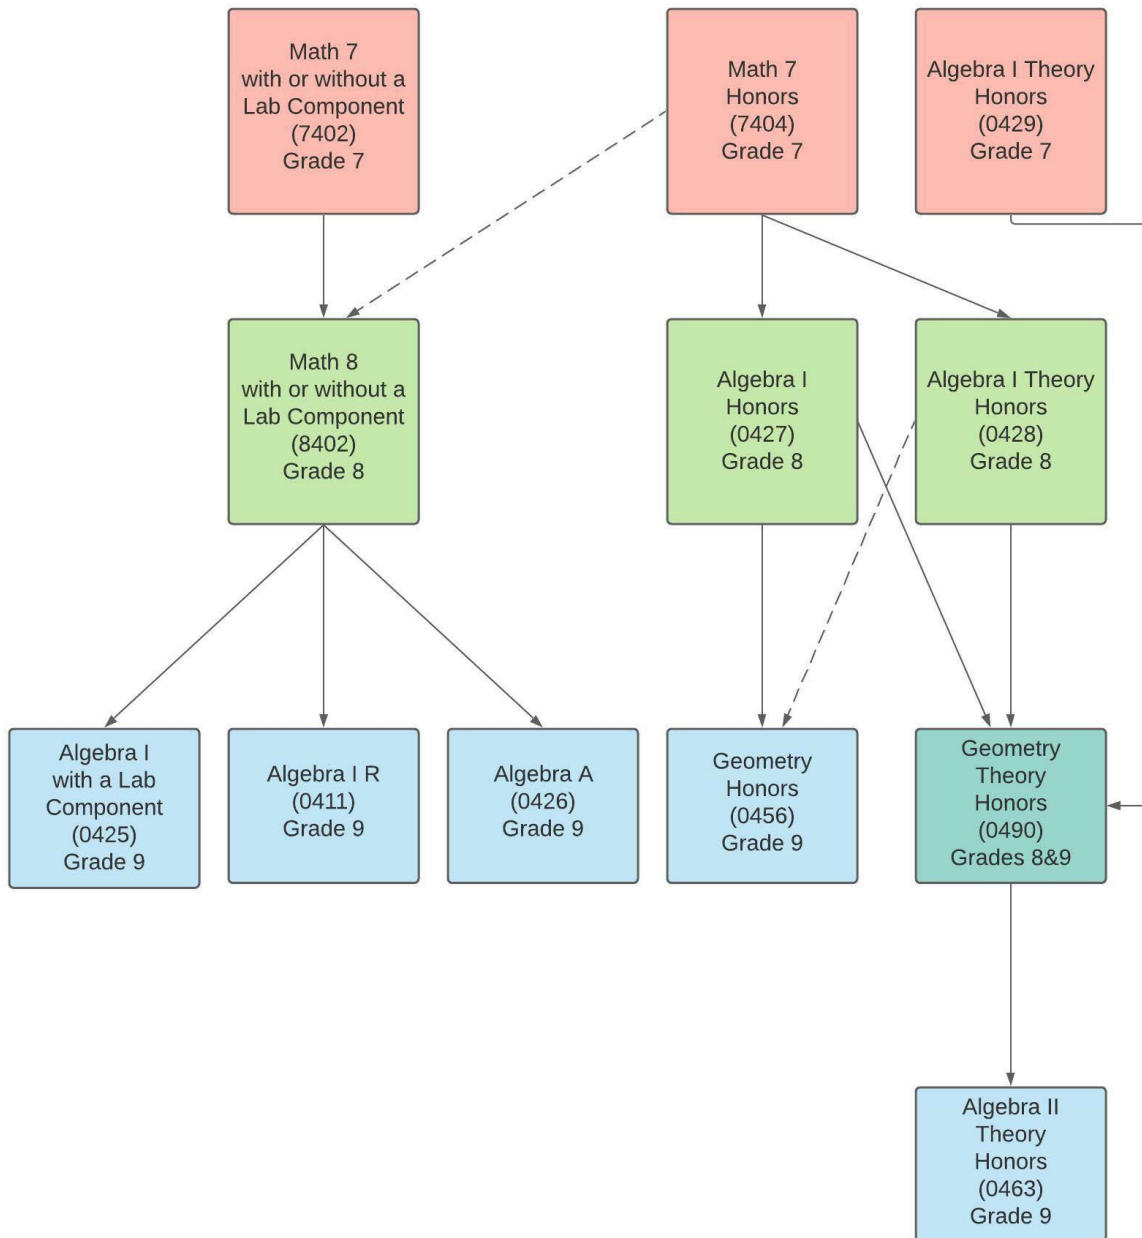 Math 7
with or without a
Lab Component
(7402)
Grade 7
Math 7
Honors
(7404)
Grade 7
Algebra I Theory
Honors
(0429)
Grade 7
Math 8
with or without a
Lab Component
(8402)
Grade 8
Algebra I
Honors
(0427)
Grade 8
Algebra I Theory
Honors
(0428)
Grade 8
Algebra I
with a Lab
Component
(0425)
Grade 9
Algebra I R
(0411)
Grade 9
Algebra A
(0426)
Grade 9
Geometry
Honors
(0456)
Grade 9
Geometry
Theory
Honors
(0490)
Grades 8&9
Algebra II
Theory
Honors
(0463)
Grade 9